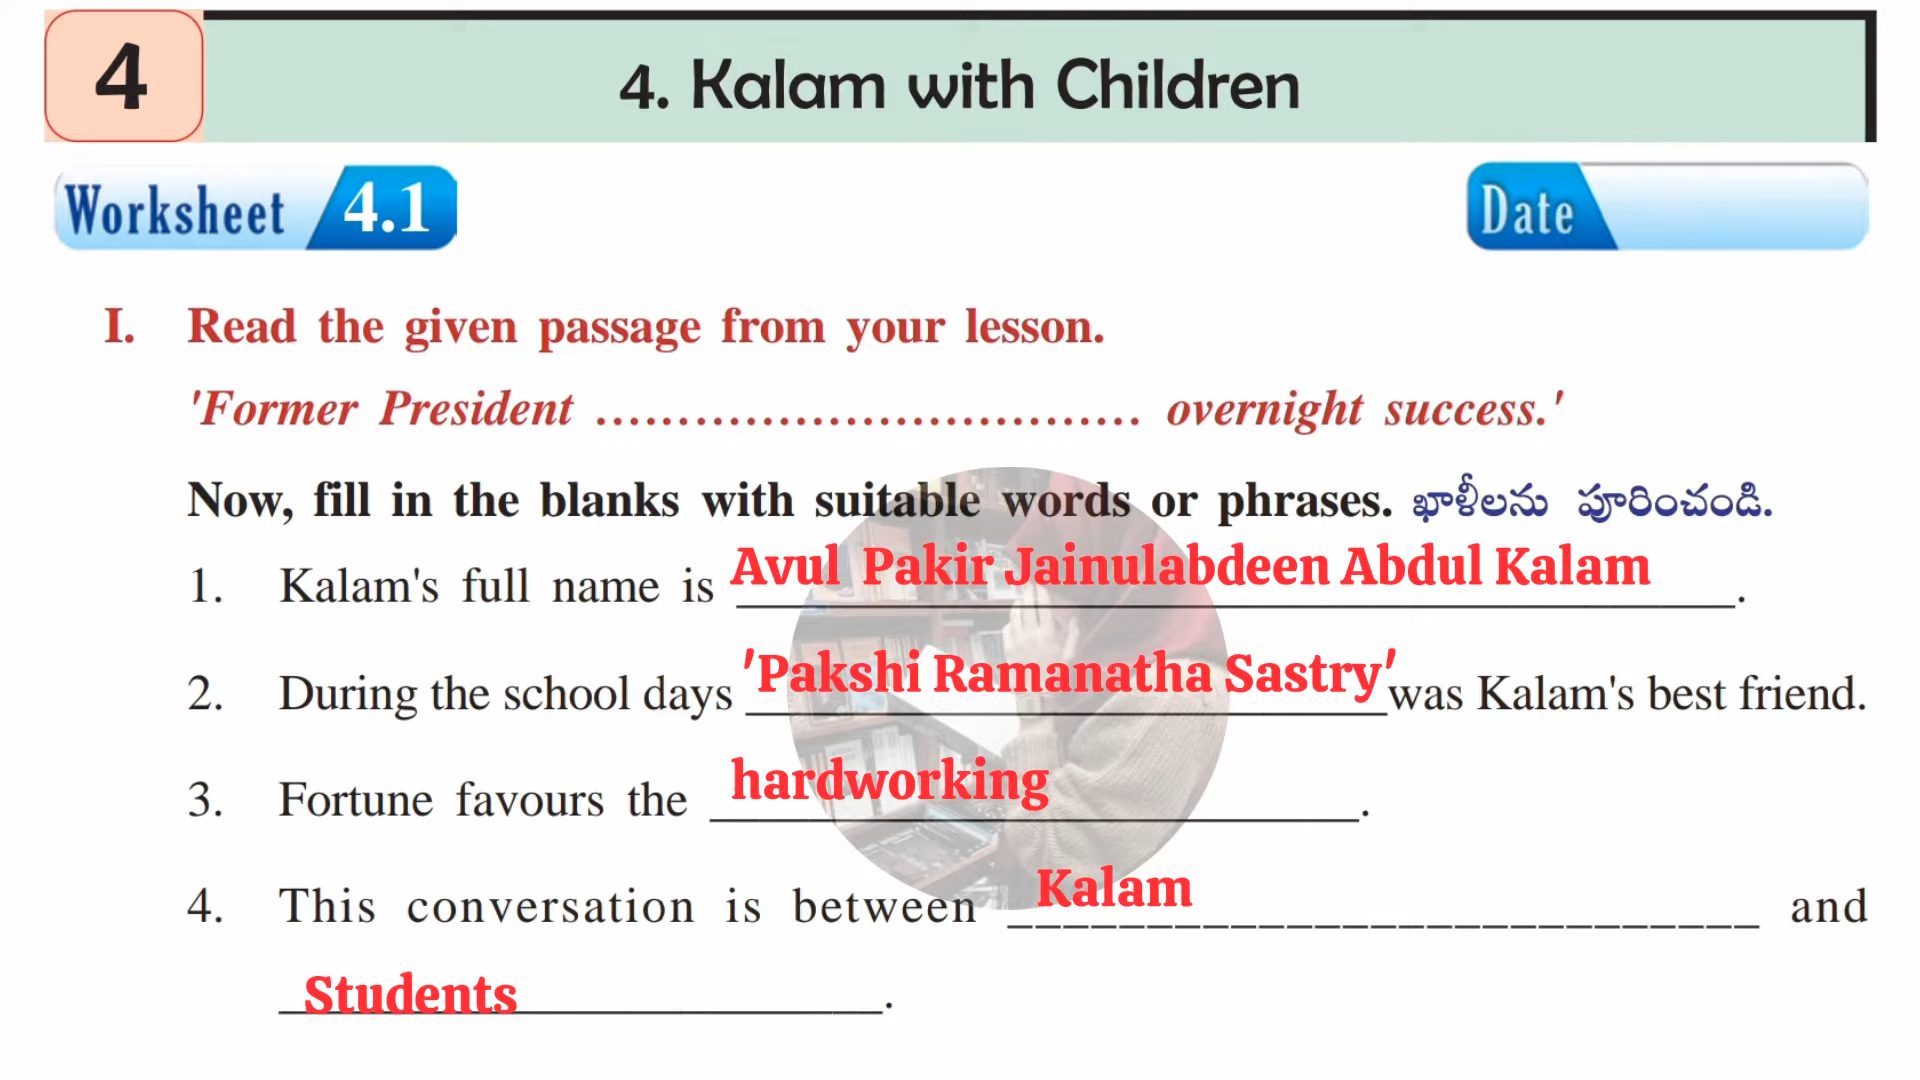 4
4. Kalam with Children
Worksheet 4.1
Date
I. Read the given passage from your lesson.
'Former President ................................. overnight success.'
Now, fill in the blanks with suitable words or phrases. ఖాళీలను పూరించండి.
1. Kalam's full name is Avul Pakir Jainulabdeen Abdul Kalam.
2. During the school days 'Pakshi Ramanatha Sastry' was Kalam's best friend.
3. Fortune favours the hardworking.
4. This conversation is between Kalam and
Students.